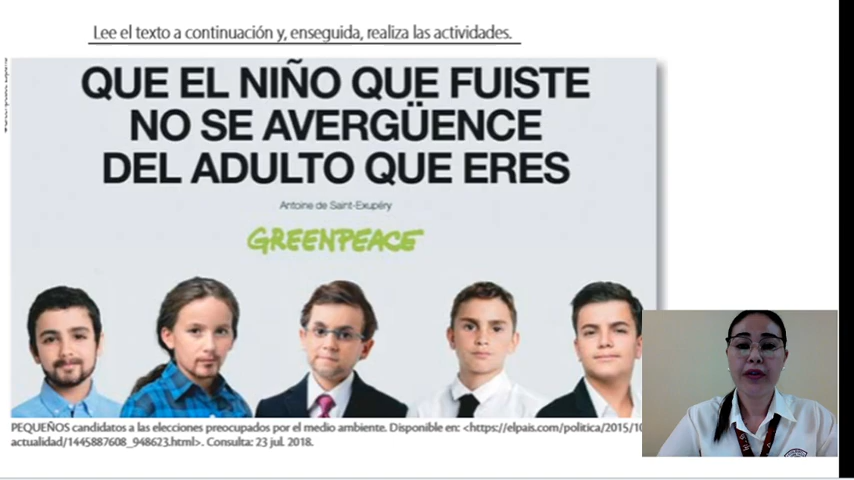 Lee el texto a continuación y, enseguida, realiza las actividades.
QUE EL NIÑO QUE FUISTE
NO SE AVERGÜENCE
DEL ADULTO QUE ERES
Antoine de Saint-Exupéry
GREENPEACE
PEQUEÑOS candidatos a las elecciones preocupados por el medio ambiente. Disponible en: <https://elpais.com/politica/2015/10
actualidad/1445887608_948623.html>. Consulta: 23 jul. 2018.